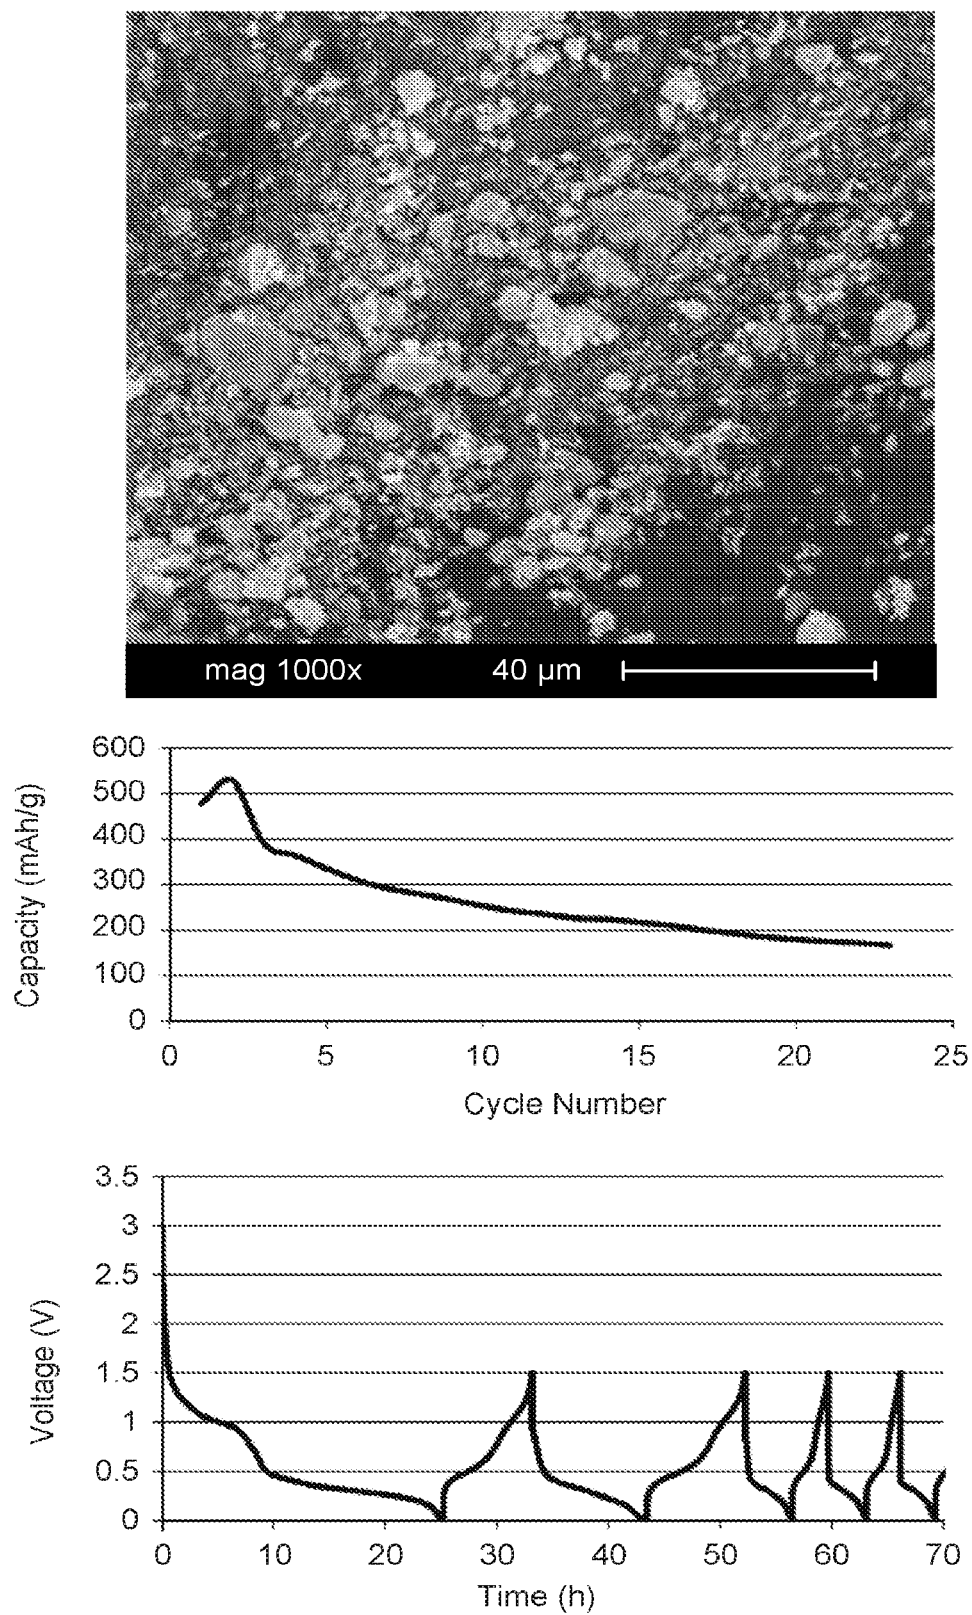 mag 1000x 40 µm
600
500
400
300
200
100
0
Capacity (mAh/g)
0 5 10 15 20 25
Cycle Number
3.5
3
2.5
2
1.5
1
0.5
0
Voltage (V)
0 10 20 30 40 50 60 70
Time (h)